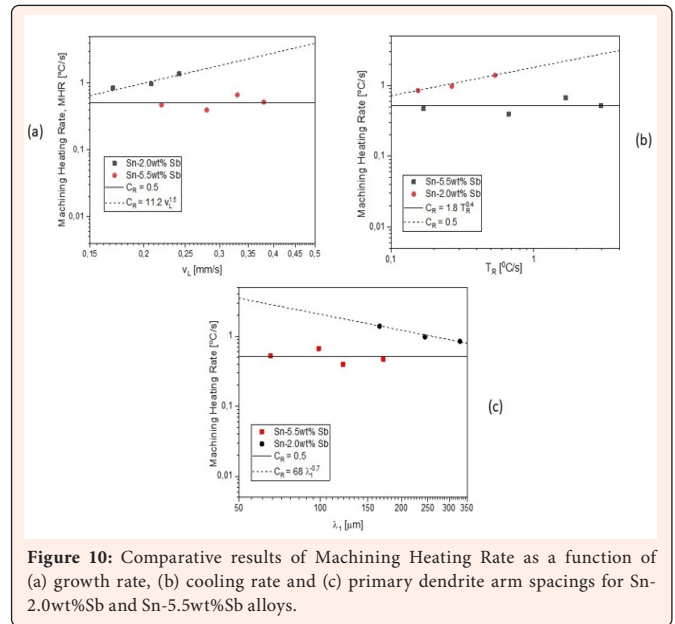 (a)
Machining Heating Rate, MHR [ºC/s]
1
0,1
0,01
Sn-2.0wt% Sb
Sn-5.5wt% Sb
C_R = 0.5
C_R = 11.2 v_L^1.5
0,15 0,2 0,25 0,3 0,35 0,4 0,45 0,5
v_L [mm/s]
(b)
Machining Heating Rate [ºC/s]
1
0,1
0,01
Sn-5.5wt% Sb
Sn-2.0wt% Sb
C_R = 1.8 T_R^0.4
C_R = 0.5
0,1 1
T_R [⁰C/s]
(c)
Machining Heating Rate [ºC/s]
1
0,1
0,01
Sn-5.5wt% Sb
Sn-2.0wt% Sb
C_R = 0,5
C_R = 68 λ_1^-0,7
50 100 150 200 250 300 350
λ_1 [μm]
Figure 10: Comparative results of Machining Heating Rate as a function of
(a) growth rate, (b) cooling rate and (c) primary dendrite arm spacings for Sn-
2.0wt%Sb and Sn-5.5wt%Sb alloys.